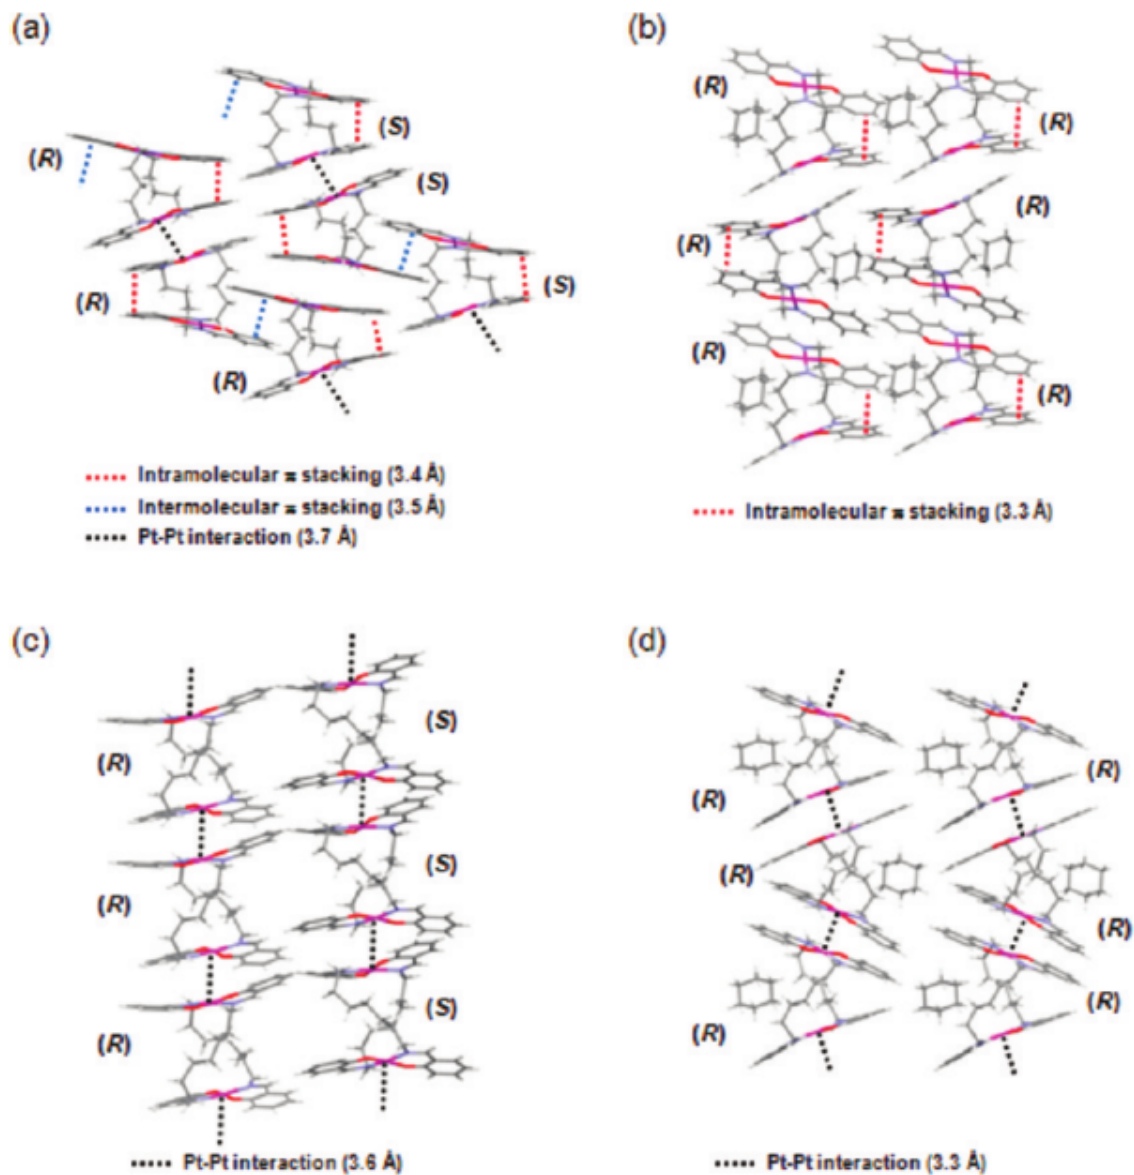 (a)
(S)
(R)
(S)
(R)
(S)
(R)
Intramolecular π stacking (3.4 Å)
Intermolecular π stacking (3.5 Å)
Pt-Pt interaction (3.7 Å)
(b)
(R)
(R)
(R)
(R)
(R)
(R)
Intramolecular π stacking (3.3 Å)
(c)
(S)
(R)
(S)
(R)
(S)
(R)
Pt-Pt interaction (3.6 Å)
(d)
(R)
(R)
(R)
(R)
(R)
(R)
Pt-Pt interaction (3.3 Å)